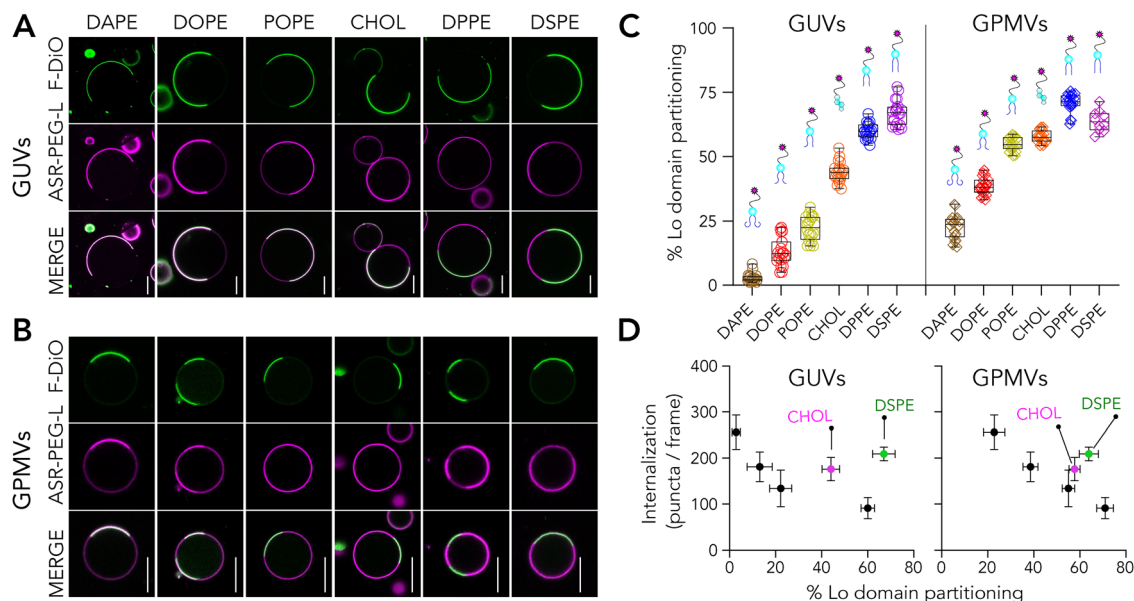 A
DAPE DOPE POPE CHOL DPPE DSPE
GUVs
F-DiO
ASR-PEG-L
MERGE
B
GPMVs
F-DiO
ASR-PEG-L
MERGE
C
GUVs GPMVs
% Lo domain partitioning
100
75
50
25
0
DAPE DOPE POPE CHOL DPPE DSPE DAPE DOPE POPE CHOL DPPE DSPE
D
GUVs GPMVs
Internalization
(puncta / frame)
400
300
200
100
0
CHOL DSPE CHOL DSPE
0 20 40 60 80 0 20 40 60 80
% Lo domain partitioning